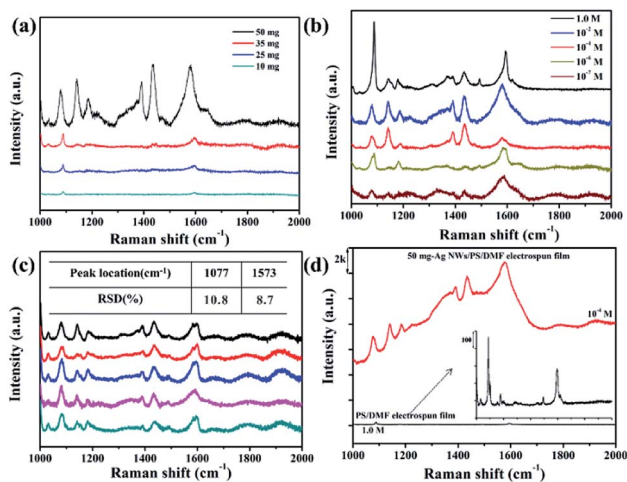 (a)
50 mg
35 mg
25 mg
10 mg
Intensity (a.u.)
1000 1200 1400 1600 1800 2000
Raman shift (cm-1)
(b)
1.0 M
10-2 M
10-4 M
10-6 M
10-7 M
Intensity (a.u.)
1000 1200 1400 1600 1800 2000
Raman shift (cm-1)
(c)
Peak location(cm-1) 1077 1573
RSD(%) 10.8 8.7
Intensity (a.u.)
1000 1200 1400 1600 1800 2000
Raman shift (cm-1)
(d)
2k
50 mg-Ag NWs/PS/DMF electrospun film
10-4 M
100
PS/DMF electrospun film
1.0 M
Intensity (a.u.)
1000 1200 1400 1600 1800 2000
Raman shift (cm-1)